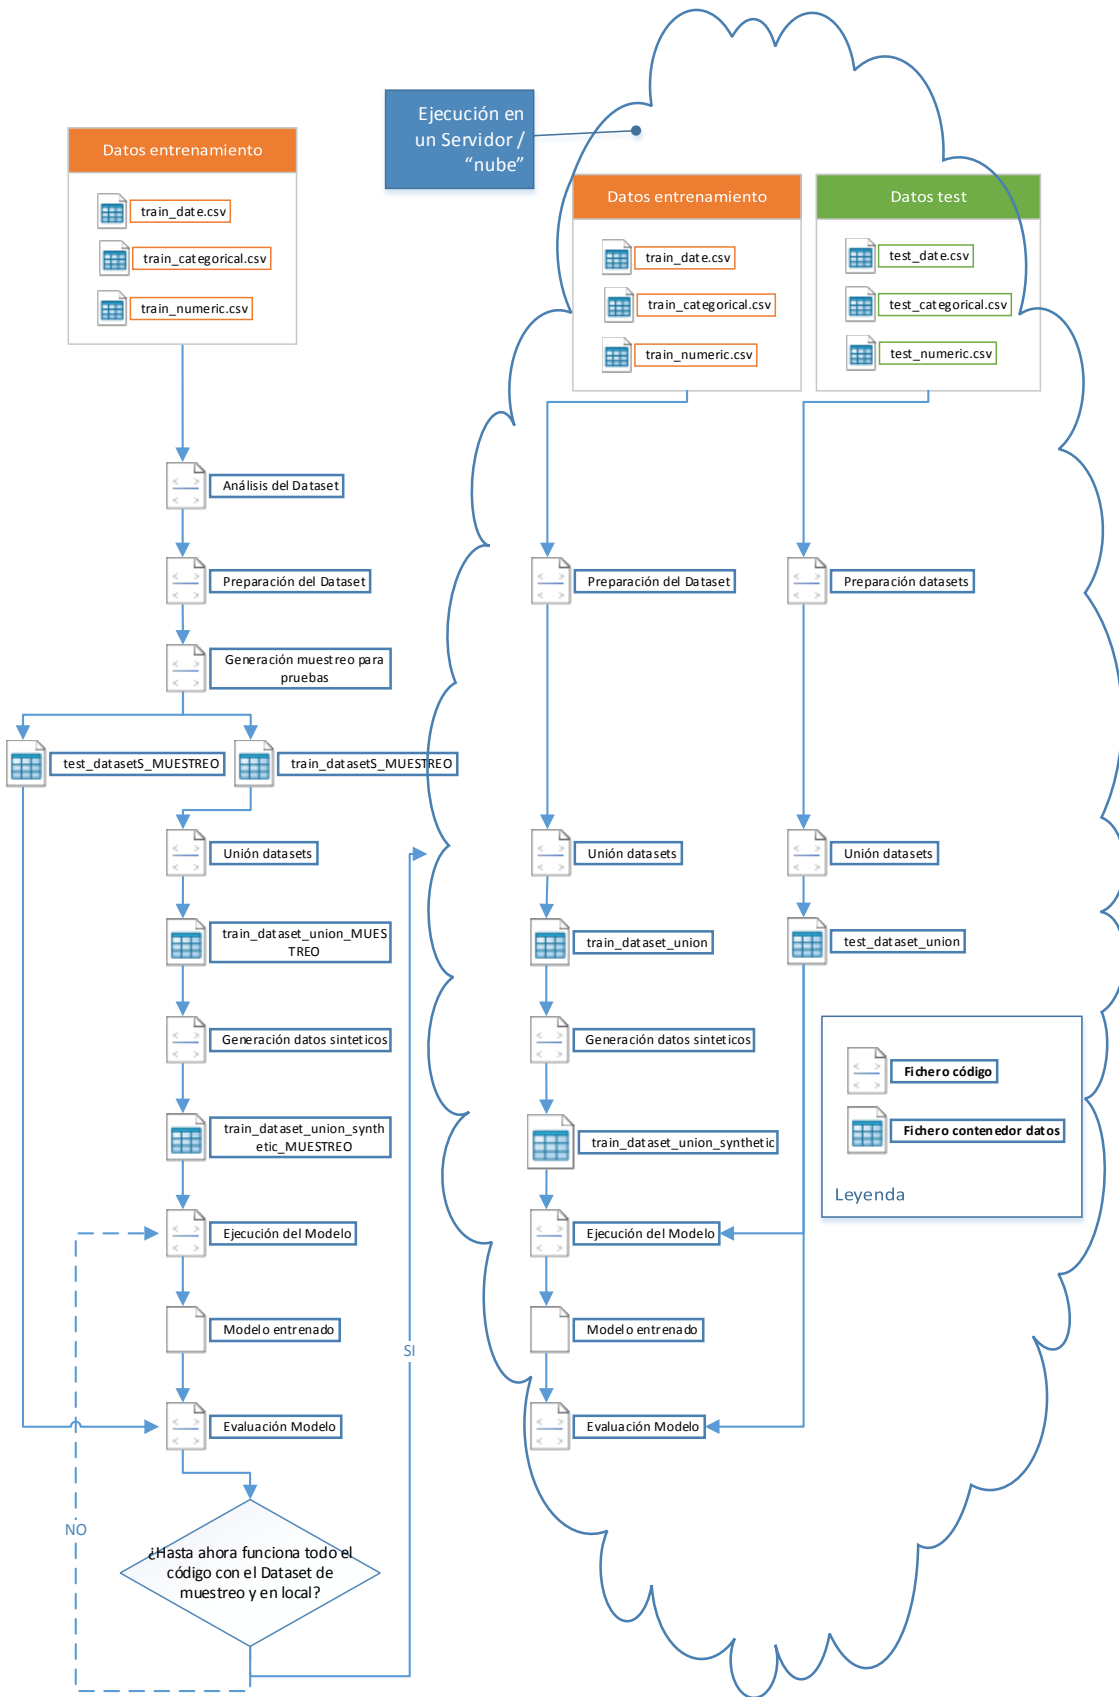 Ejecución en
un Servidor /
“nube”
Datos entrenamiento
train_date.csv
train_categorical.csv
train_numeric.csv
Análisis del Dataset
Preparación del Dataset
Generación muestreo para
pruebas
test_datasetS_MUESTREO
train_datasetS_MUESTREO
Unión datasets
train_dataset_union_MUES
TREO
Generación datos sinteticos
train_dataset_union_synth
etic_MUESTREO
Ejecución del Modelo
Modelo entrenado
Evaluación Modelo
¿Hasta ahora funciona todo el
código con el Dataset de
muestreo y en local?
NO
SI
Datos entrenamiento
train_date.csv
train_categorical.csv
train_numeric.csv
Preparación del Dataset
Unión datasets
train_dataset_union
Generación datos sinteticos
train_dataset_union_synthetic
Ejecución del Modelo
Modelo entrenado
Evaluación Modelo
Datos test
test_date.csv
test_categorical.csv
test_numeric.csv
Preparación datasets
Unión datasets
test_dataset_union
Fichero código
Fichero contenedor datos
Leyenda